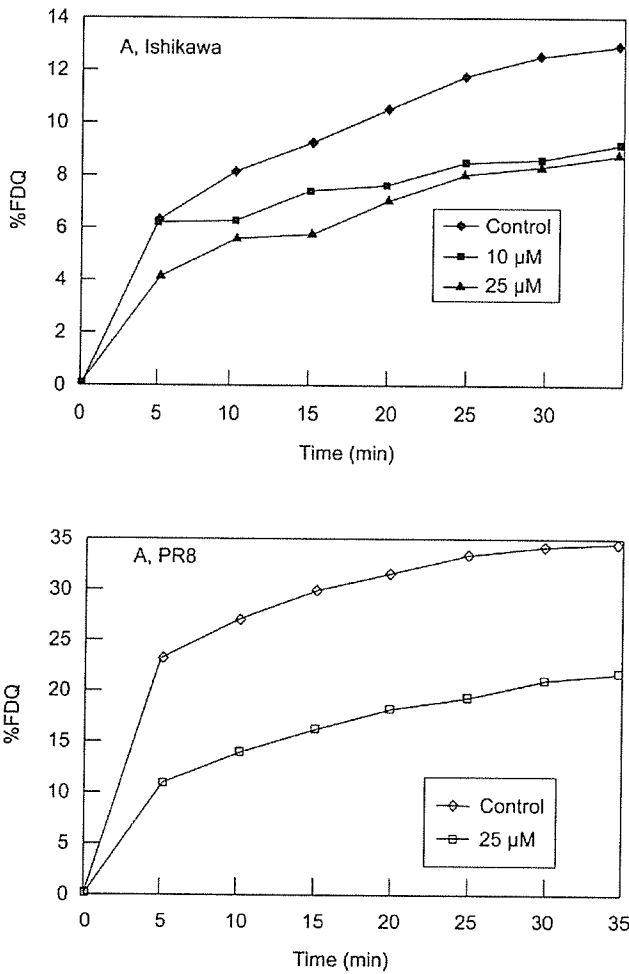 A, Ishikawa
14
12
10
8
6
4
2
0
%FDQ
Control
10 µM
25 µM
0 5 10 15 20 25 30
Time (min)
A, PR8
35
30
25
20
15
10
5
0
%FDQ
Control
25 µM
0 5 10 15 20 25 30 35
Time (min)